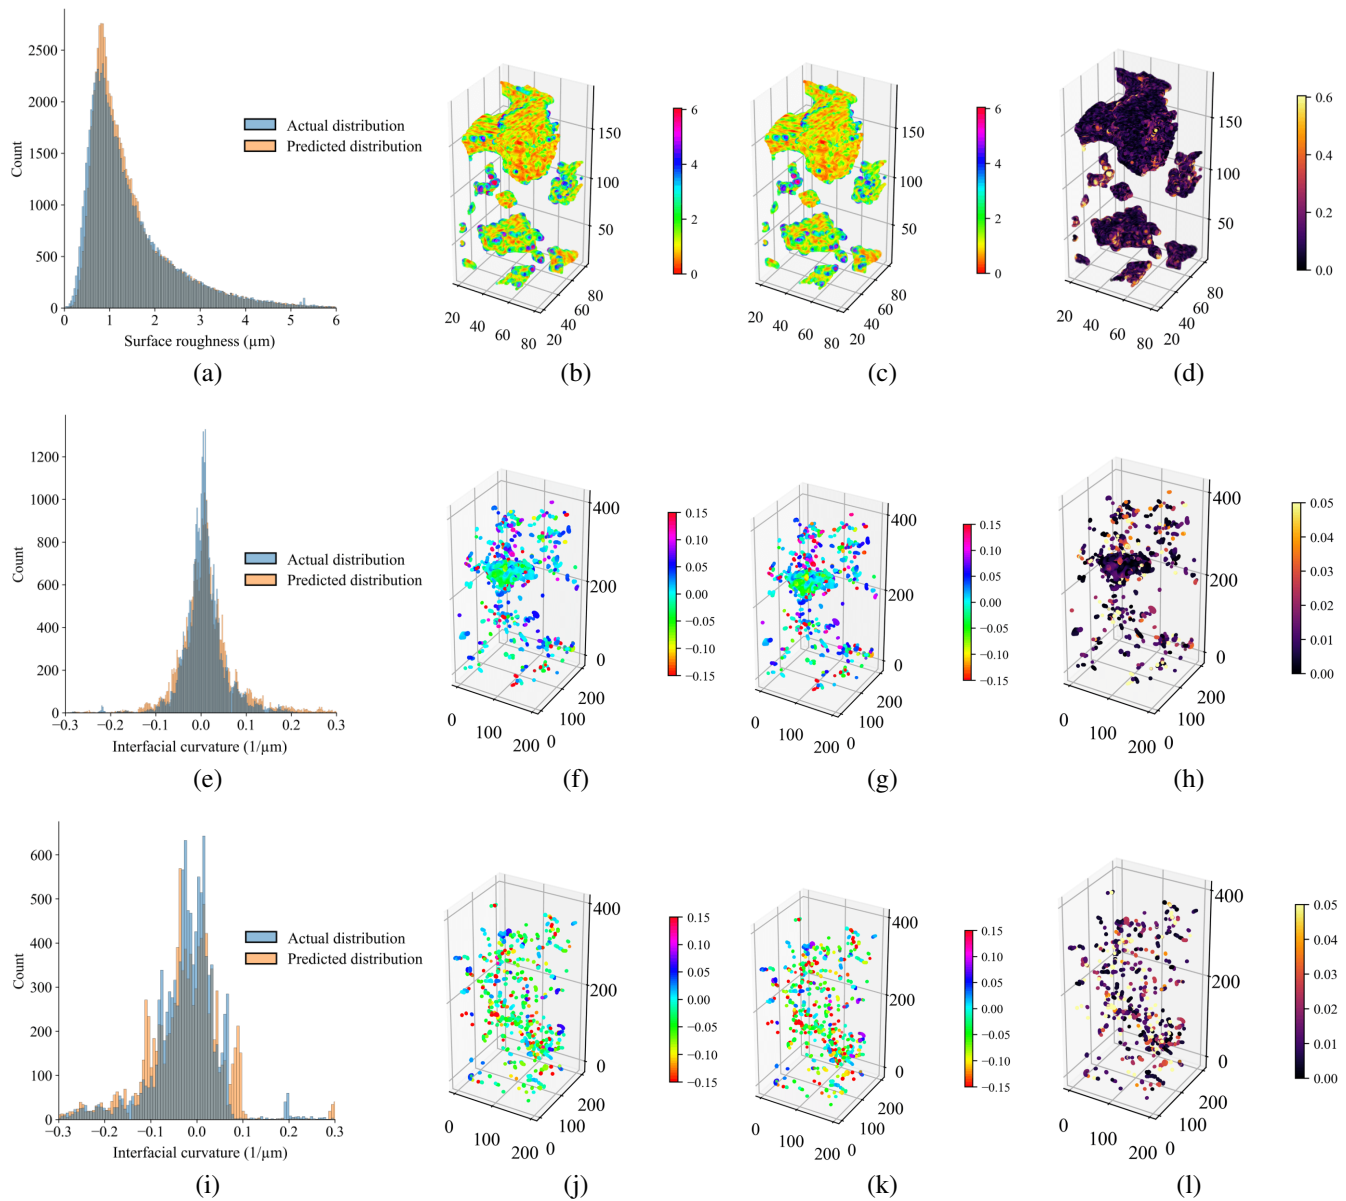 2500
2000
1500
1000
500
0
Count
0 1 2 3 4 5 6
Surface roughness (µm)
Actual distribution
Predicted distribution
(a)
150
100
50
20 40 60 80
20 40 60 80
6
4
2
0
(b)
150
100
50
20 40 60 80
20 40 60 80
6
4
2
0
(c)
150
100
50
20 40 60 80
20 40 60 80
0.6
0.4
0.2
0.0
(d)
1200
1000
800
600
400
200
0
Count
−0.3 −0.2 −0.1 0.0 0.1 0.2 0.3
Interfacial curvature (1/µm)
Actual distribution
Predicted distribution
(e)
400
200
0
0 100 200
0 100 200
0.15
0.10
0.05
0.00
−0.05
−0.10
−0.15
(f)
400
200
0
0 100 200
0 100 200
0.15
0.10
0.05
0.00
−0.05
−0.10
−0.15
(g)
400
200
0
0 100 200
0 100 200
0.05
0.04
0.03
0.02
0.01
0.00
(h)
600
500
400
300
200
100
0
Count
−0.3 −0.2 −0.1 0.0 0.1 0.2 0.3
Interfacial curvature (1/µm)
Actual distribution
Predicted distribution
(i)
400
200
0
0 100 200
0 100 200
0.15
0.10
0.05
0.00
−0.05
−0.10
−0.15
(j)
400
200
0
0 100 200
0 100 200
0.15
0.10
0.05
0.00
−0.05
−0.10
−0.15
(k)
400
200
0
0 100 200
0 100 200
0.05
0.04
0.03
0.02
0.01
0.00
(l)